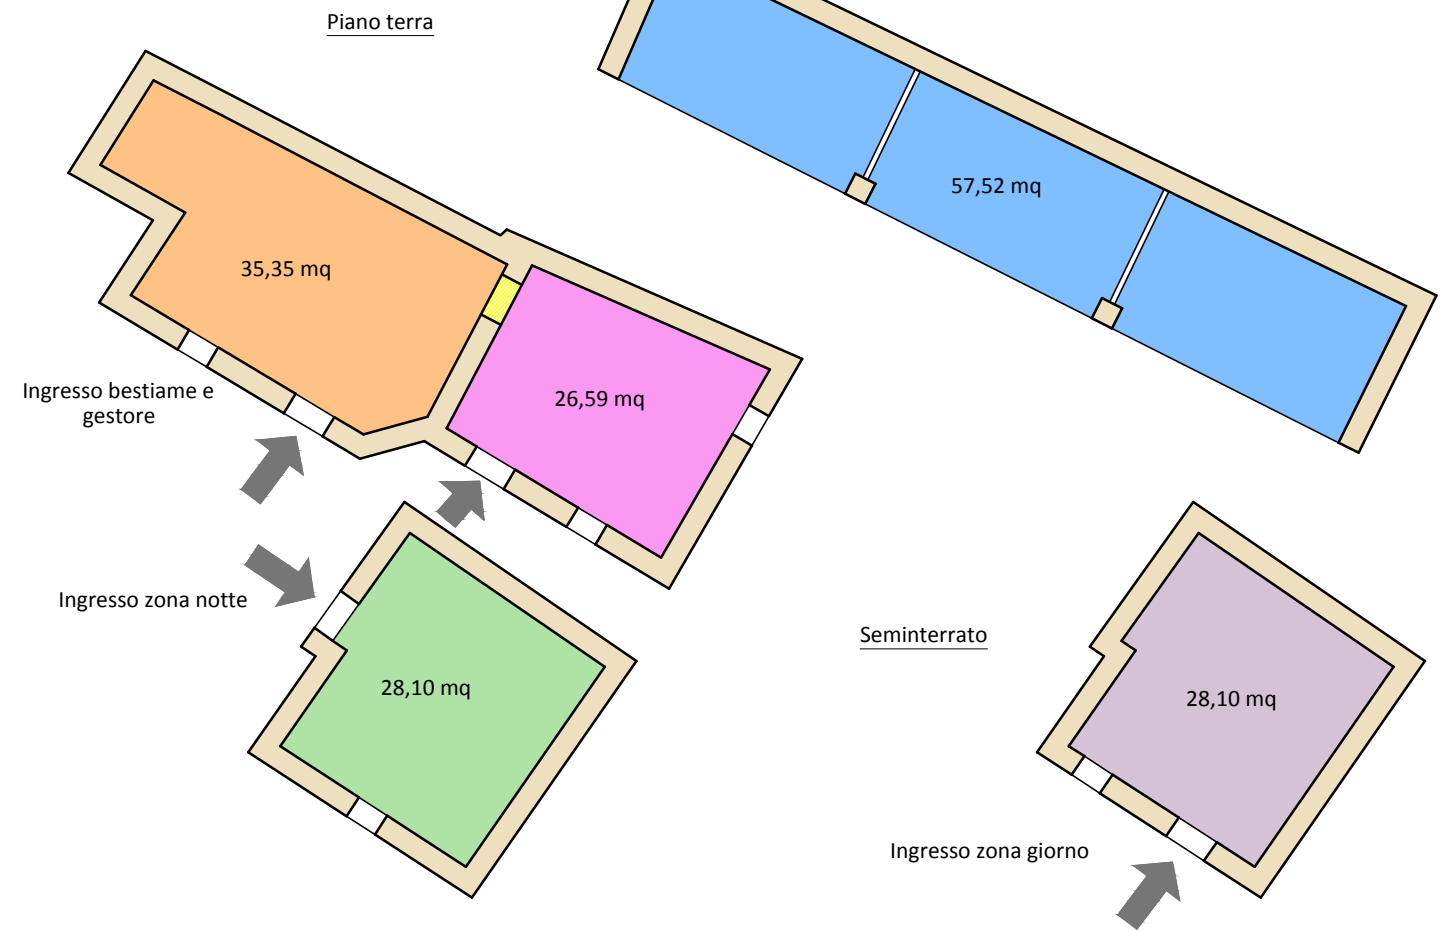 Piano terra
57,52 mq
35,35 mq
Ingresso bestiame e
gestore
26,59 mq
Ingresso zona notte
28,10 mq
Seminterrato
28,10 mq
Ingresso zona giorno